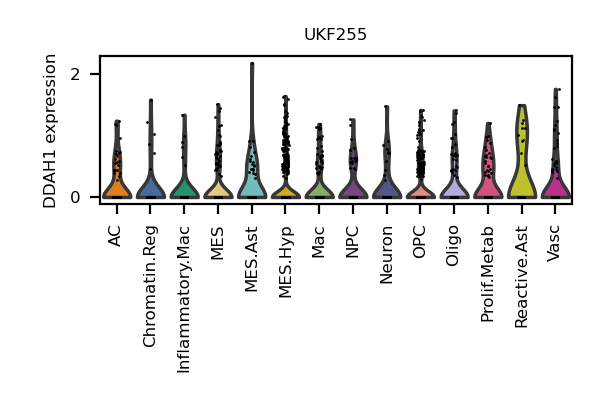 UKF255
DDAH1 expression
2
0
AC
Chromatin.Reg
Inflammatory.Mac
MES
MES.Ast
MES.Hyp
Mac
NPC
Neuron
OPC
Oligo
Prolif.Metab
Reactive.Ast
Vasc